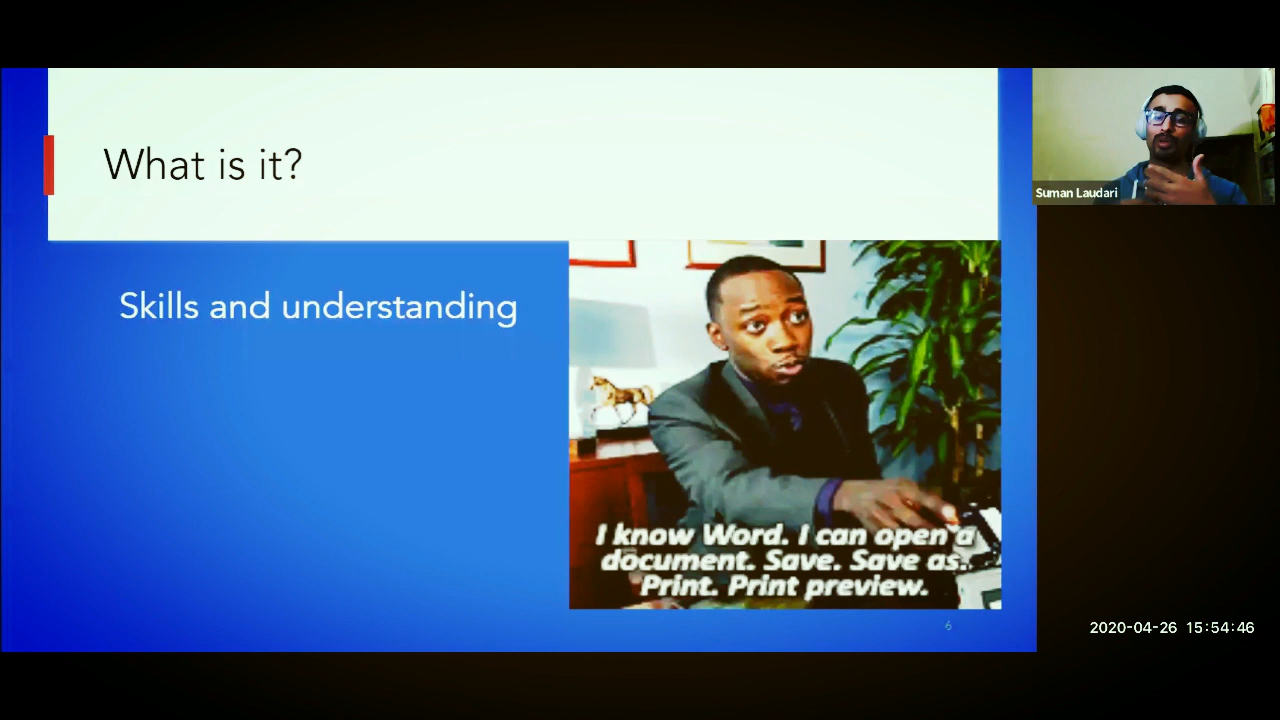 What is it?
Skills and understanding
I know Word. I can open a
document. Save. Save as.
Print. Print preview.
6
Suman Laudari
2020-04-26 15:54:46